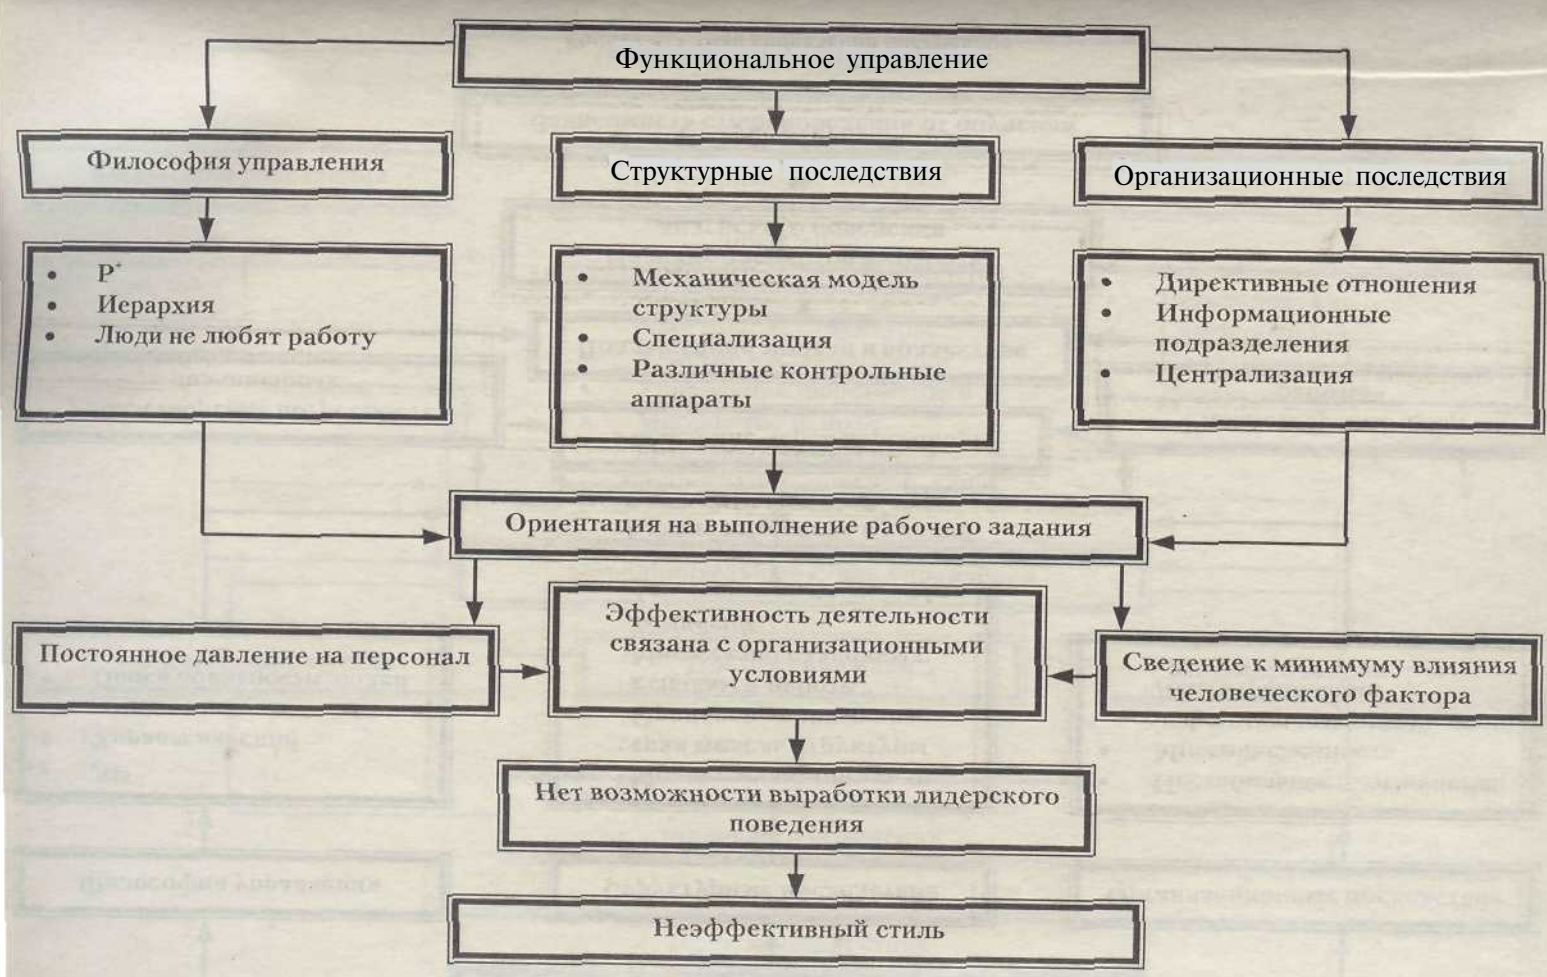 Функциональное управление
Философия управления
Структурные последствия
Организационные последствия
• Р⁺
• Иерархия
• Люди не любят работу
• Механическая модель
структуры
• Специализация
• Различные контрольные
аппараты
• Директивные отношения
• Информационные
подразделения
• Централизация
Ориентация на выполнение рабочего задания
Постоянное давление на персонал
Эффективность деятельности
связана с организационными
условиями
Сведение к минимуму влияния
человеческого фактора
Нет возможности выработки лидерского
поведения
Неэффективный стиль